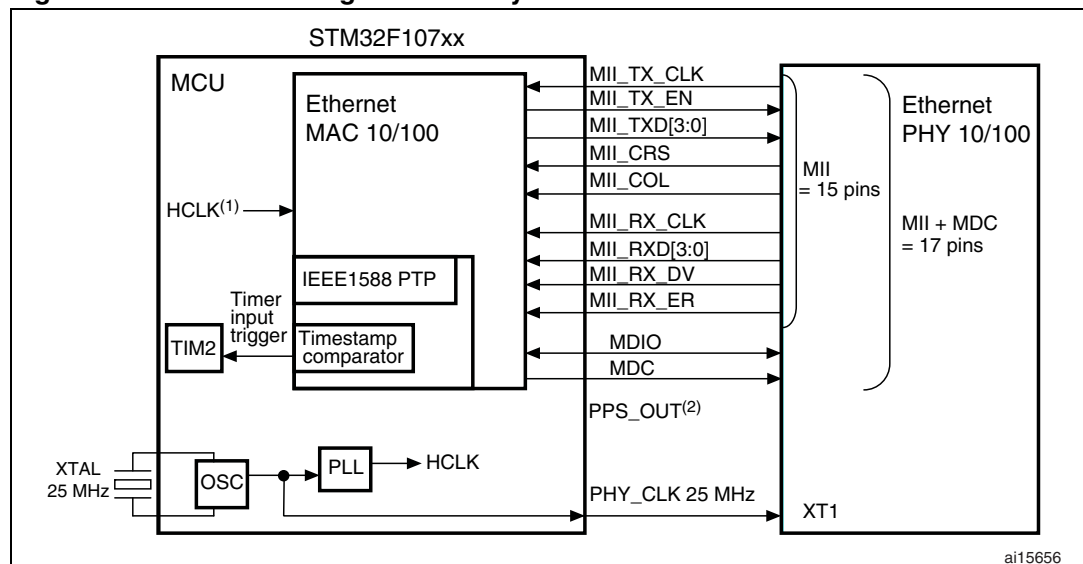 STM32F107xx
MCU
Ethernet
MAC 10/100
HCLK(1)
IEEE1588 PTP
Timer
input
trigger
Timestamp
comparator
TIM2
XTAL
25 MHz
OSC
PLL
HCLK
MII_TX_CLK
MII_TX_EN
MII_TXD[3:0]
MII_CRS
MII_COL
MII_RX_CLK
MII_RXD[3:0]
MII_RX_DV
MII_RX_ER
MDIO
MDC
PPS_OUT(2)
PHY_CLK 25 MHz
MII
= 15 pins
MII + MDC
= 17 pins
Ethernet
PHY 10/100
XT1
ai15656